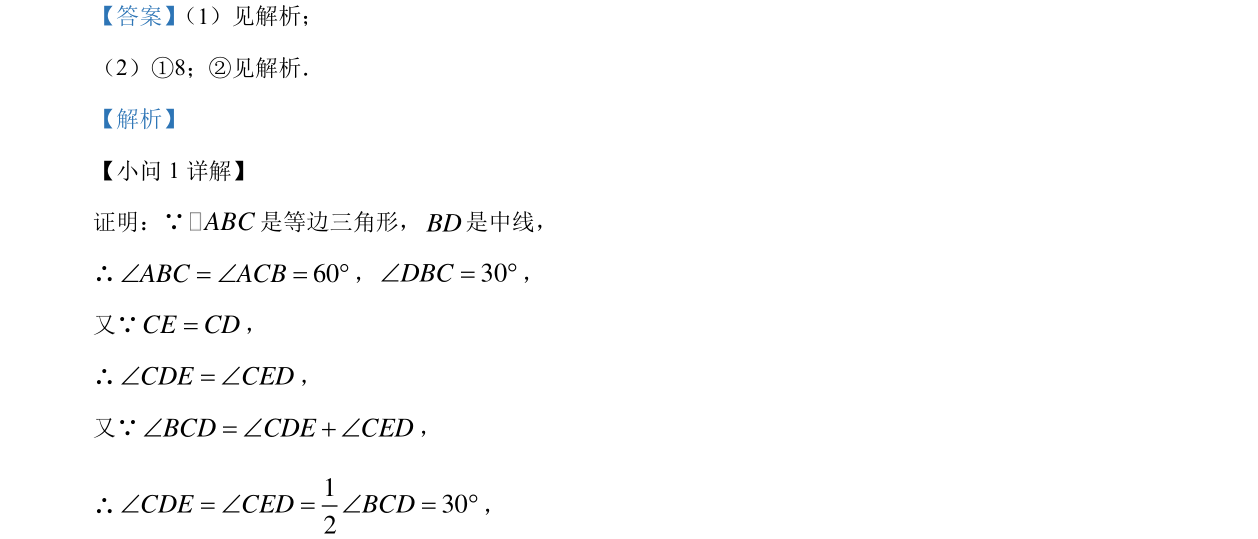 【答案】（1）见解析；
（2）①8；②见解析．
【解析】
【小问 1 详解】
证明：∵□ABC 是等边三角形，BD是中线，
∴∠ABC = ∠ACB = 60°，∠DBC = 30°，
又∵CE = CD，
∴∠CDE = ∠CED，
又∵∠BCD = ∠CDE + ∠CED，
∴∠CDE = ∠CED = 1/2 ∠BCD = 30°，